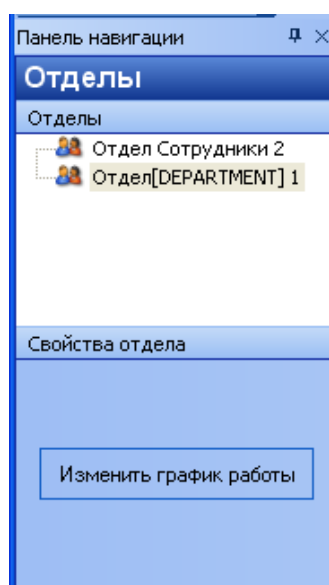 Панель навигации
Отделы
Отделы
Отдел Сотрудники 2
Отдел[DEPARTMENT] 1
Свойства отдела
Изменить график работы